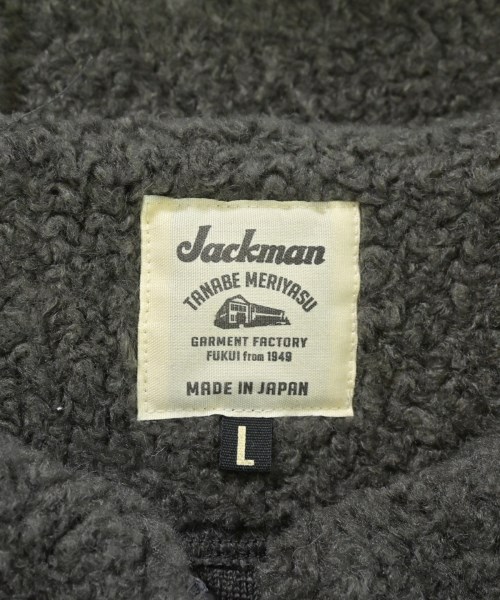 Jackman
TANABE MERIYASU
GARMENT FACTORY
FUKUI from 1949
MADE IN JAPAN
L